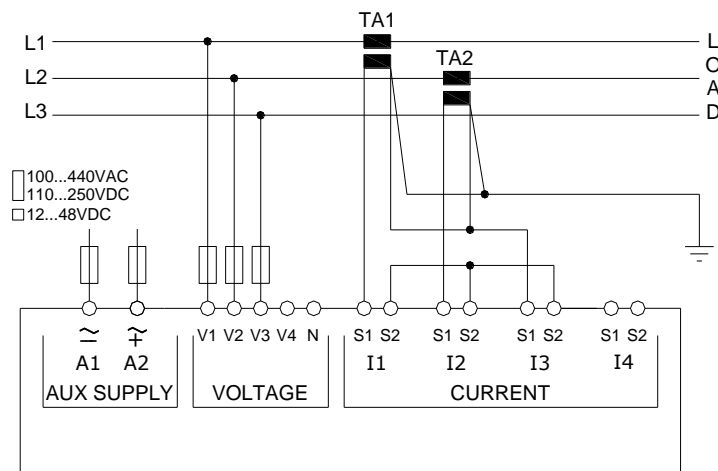 TA1
L1 L
TA2
L2 O
A
L3 D
100...440VAC
110...250VDC
12...48VDC
V1 V2 V3 V4 N S1 S2 S1 S2 S1 S2 S1 S2
A1 A2 I1 I2 I3 I4
AUX SUPPLY VOLTAGE CURRENT